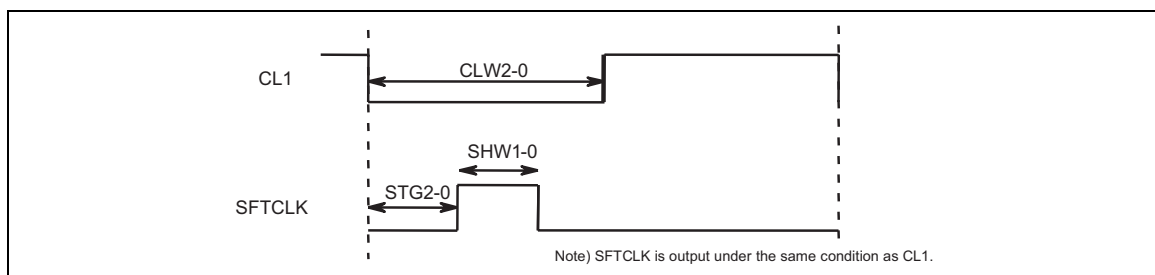 CL1
CLW2-0
SHW1-0
STG2-0
SFTCLK
Note) SFTCLK is output under the same condition as CL1.